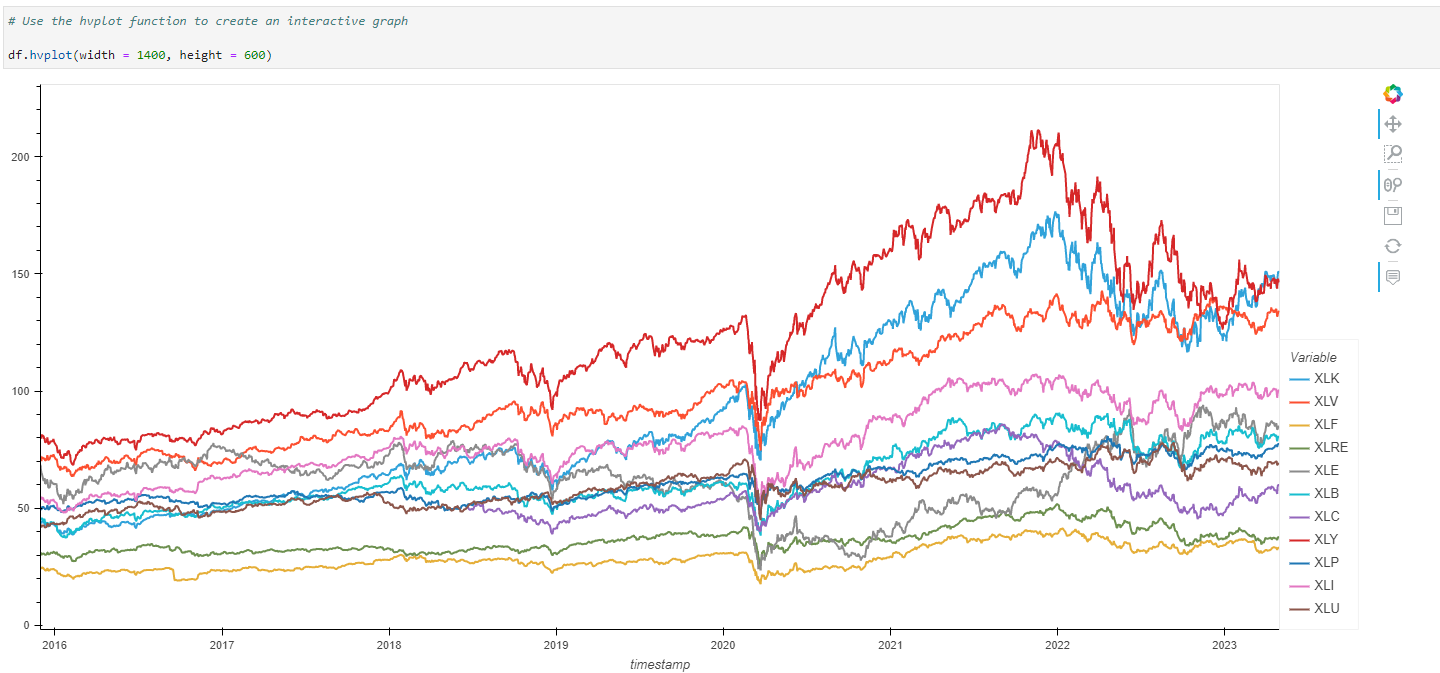 # Use the hvplot function to create an interactive graph
df.hvplot(width = 1400, height = 600)
200
150
100
50
0
2016 2017 2018 2019 2020 2021 2022 2023
timestamp
Variable
XLK
XLV
XLF
XLRE
XLE
XLB
XLC
XLY
XLP
XLI
XLU